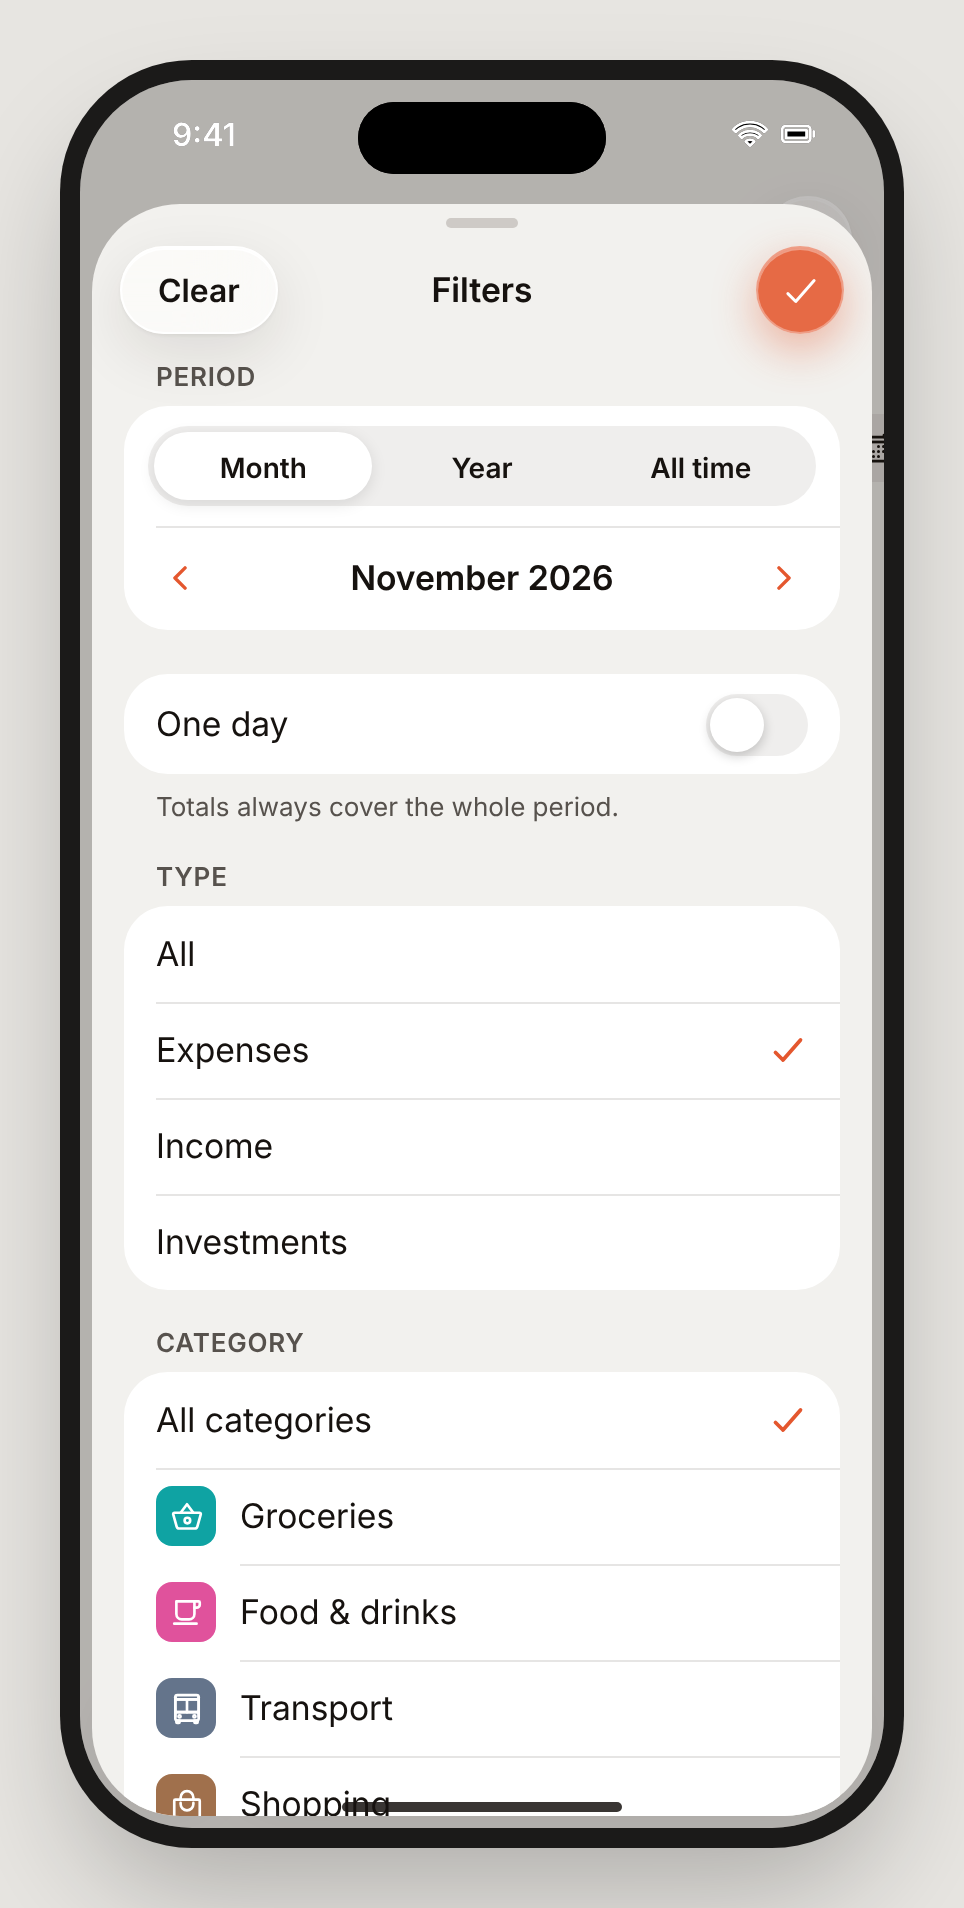 9:41
Clear
Filters
PERIOD
Month
Year
All time
November 2026
One day
Totals always cover the whole period.
TYPE
All
Expenses
Income
Investments
CATEGORY
All categories
Groceries
Food & drinks
Transport
Shopping